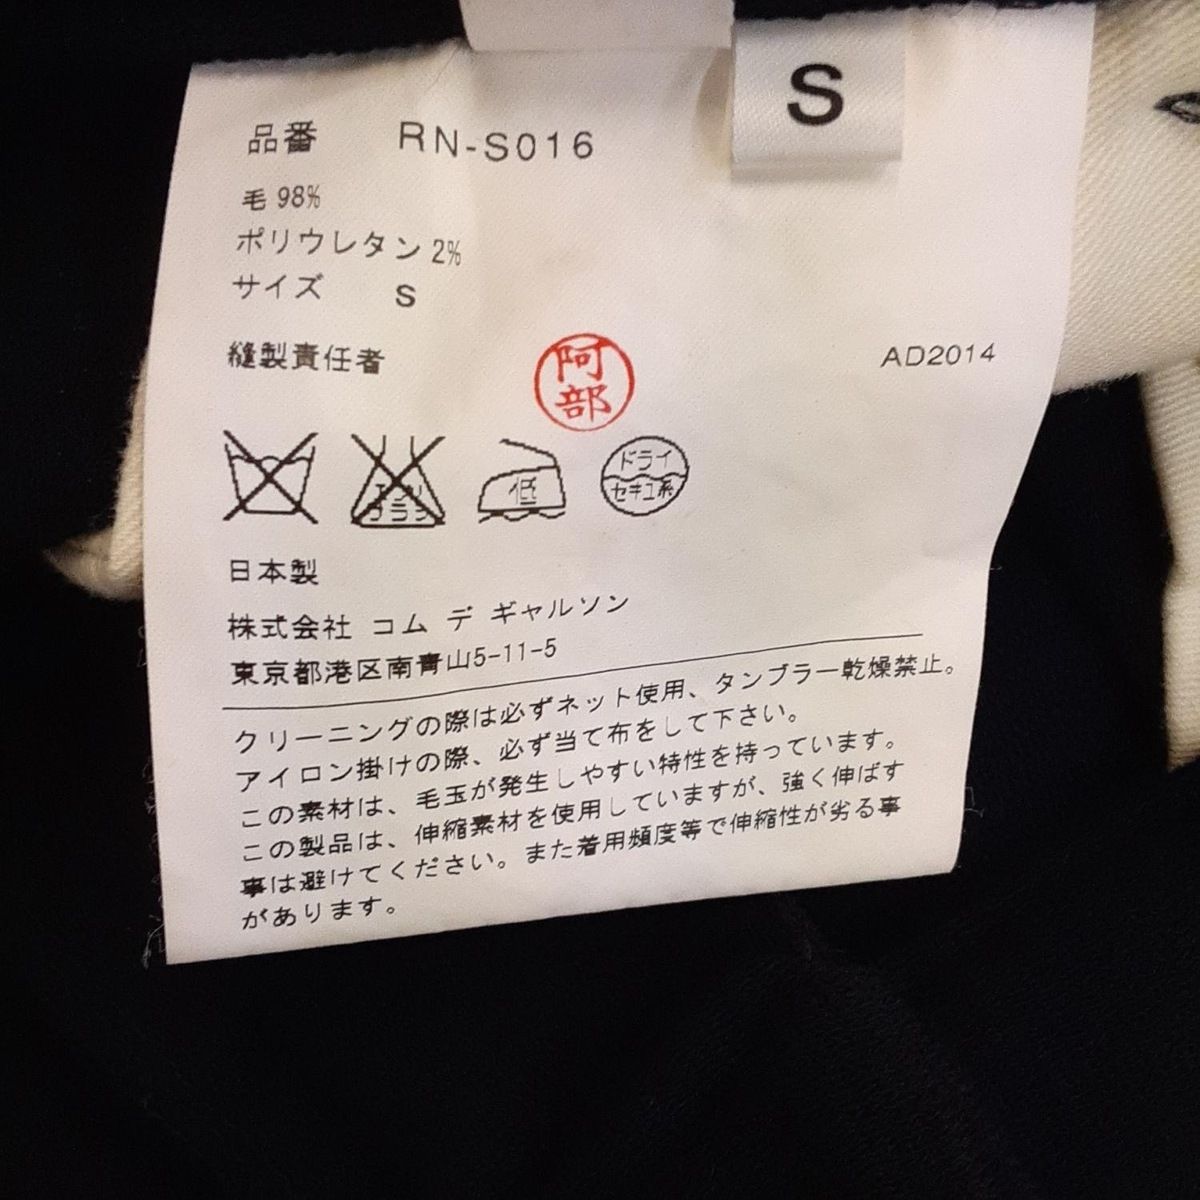 S
品番 RN-S016
毛 98%
ポリウレタン 2%
サイズ S
縫製責任者 阿部 AD2014
エンソ
フラシ
低
ドライ
セキユ系
日本製
株式会社 コム デ ギャルソン
東京都港区南青山5-11-5
クリーニングの際は必ずネット使用、タンブラー乾燥禁止。
アイロン掛けの際、必ず当て布をして下さい。
この素材は、毛玉が発生しやすい特性を持っています。
この製品は、伸縮素材を使用していますが、強く伸ばす
事は避けてください。また着用頻度等で伸縮性が劣る事
があります。